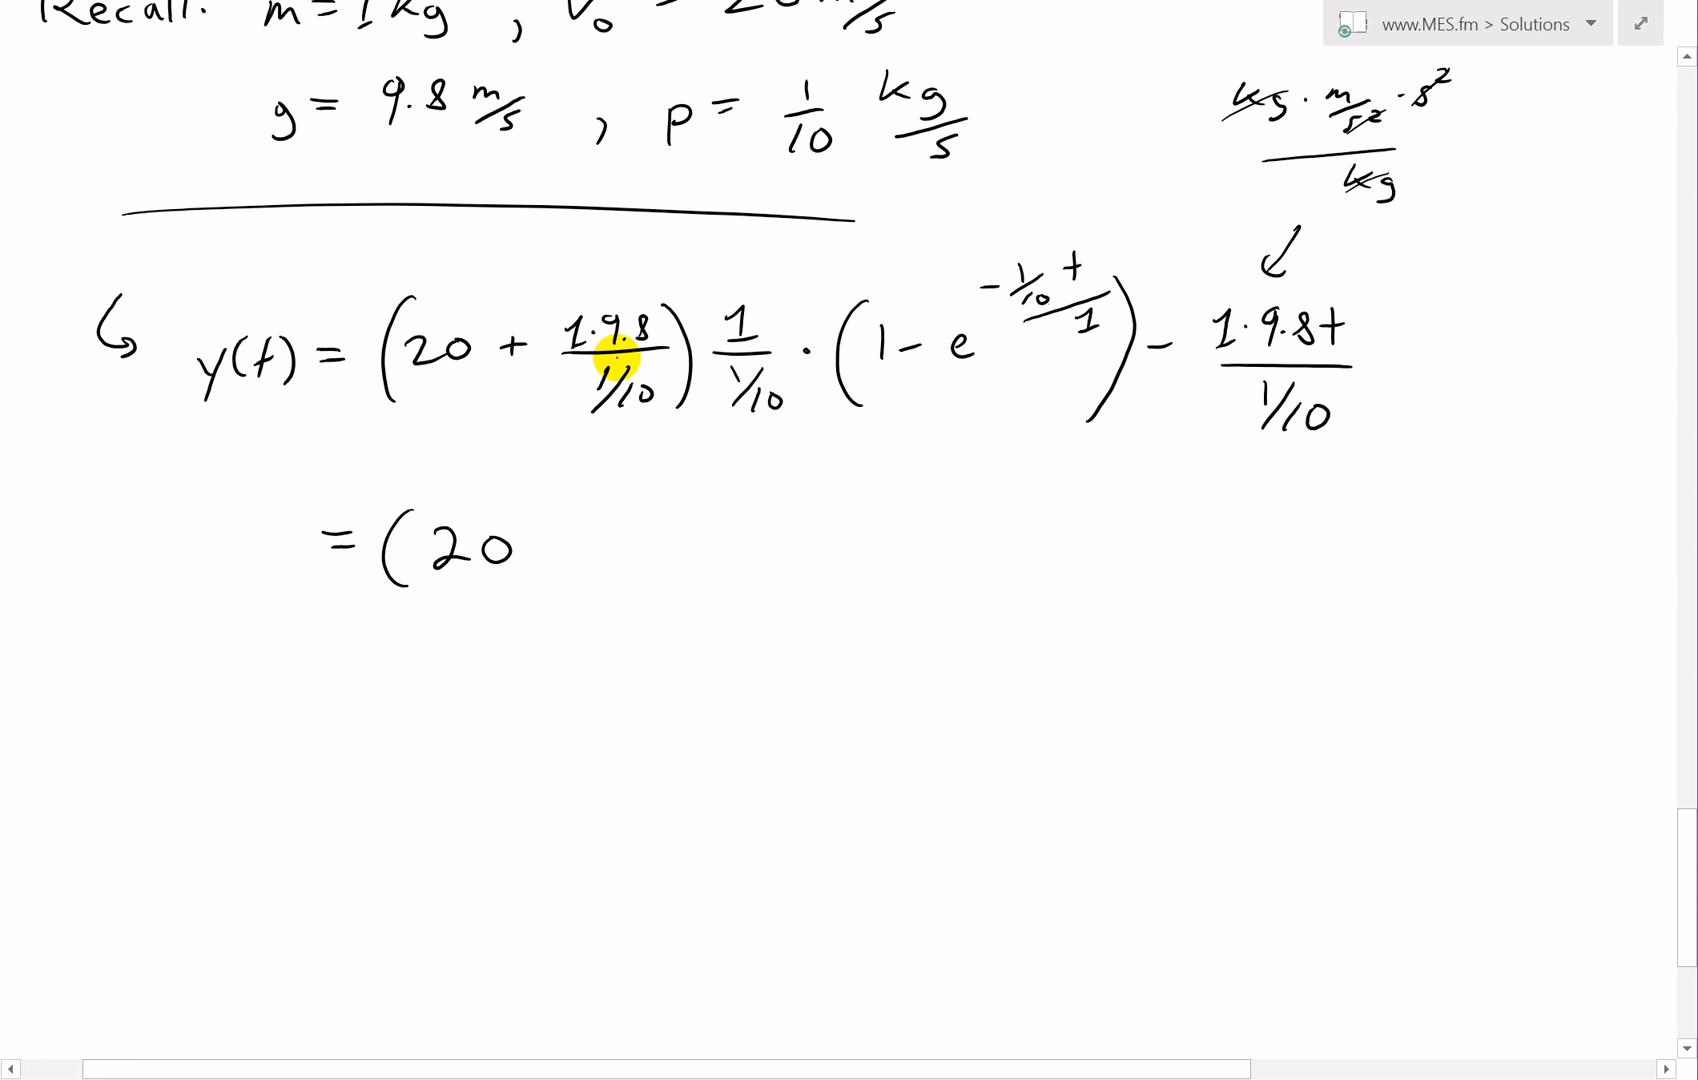 Recall: m = 1 kg , v₀ = 20 m/s
www.MES.fm > Solutions
g = 9.8 m/s , p = 1/10 kg/s
kg · m/s² · s² / kg
y(t) = (20 + 1·9.8 / 1/10) 1 / 1/10 · (1 - e^(-1/10 t / 1)) - 1·9.8t / 1/10
= (20